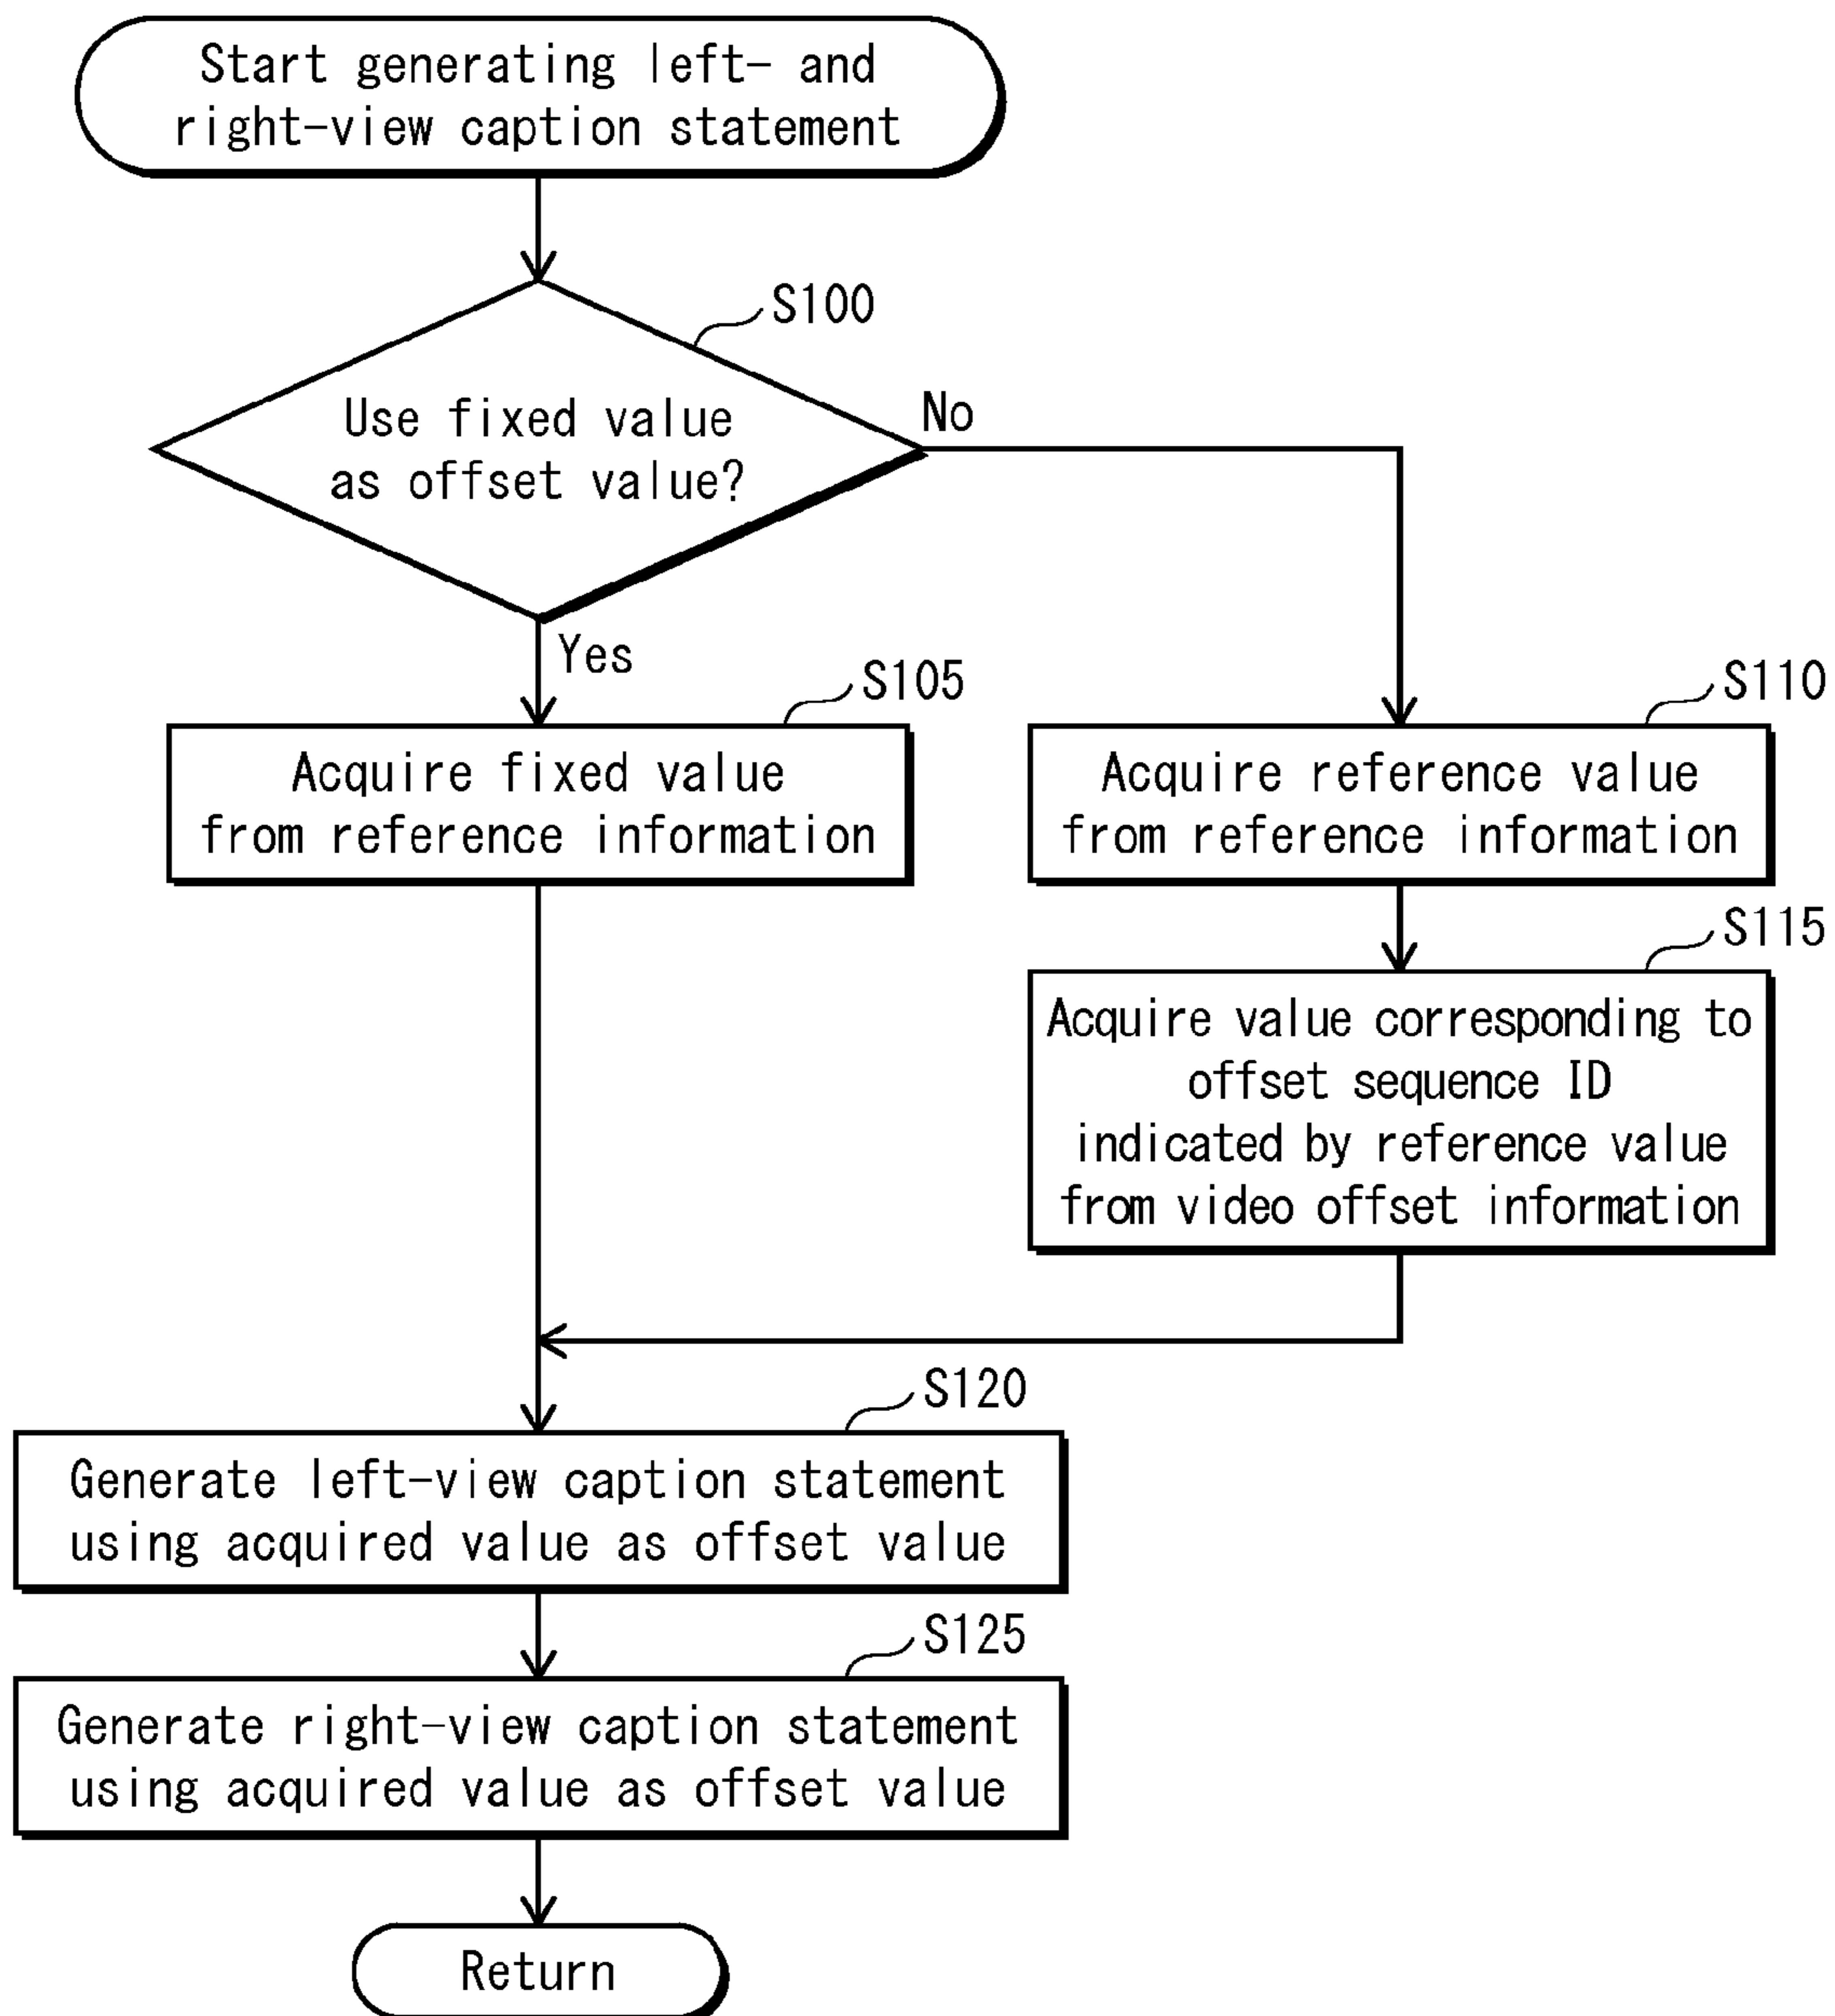 Start generating left- and
right-view caption statement
S100
Use fixed value
as offset value?
No
Yes
S105
Acquire fixed value
from reference information
S110
Acquire reference value
from reference information
S115
Acquire value corresponding to
offset sequence ID
indicated by reference value
from video offset information
S120
Generate left-view caption statement
using acquired value as offset value
S125
Generate right-view caption statement
using acquired value as offset value
Return